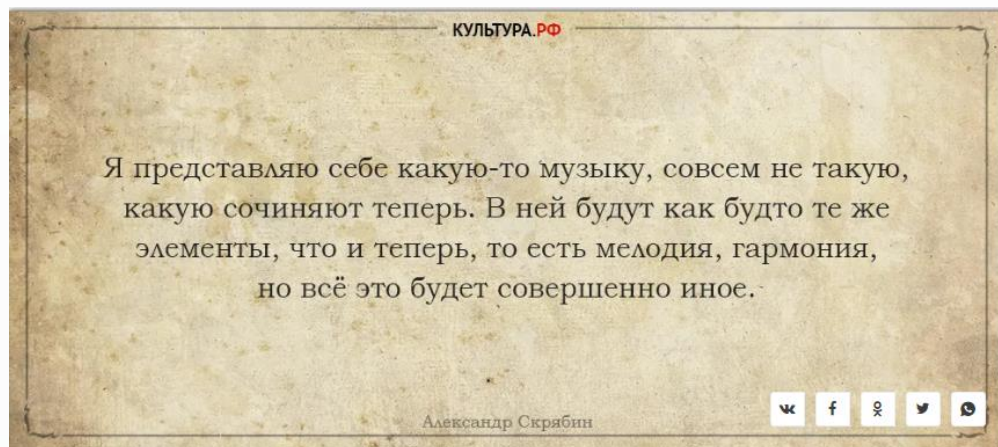 КУЛЬТУРА.РФ
Я представляю себе какую-то музыку, совсем не такую,
какую сочиняют теперь. В ней будут как будто те же
элементы, что и теперь, то есть мелодия, гармония,
но всё это будет совершенно иное.
Александр Скрябин